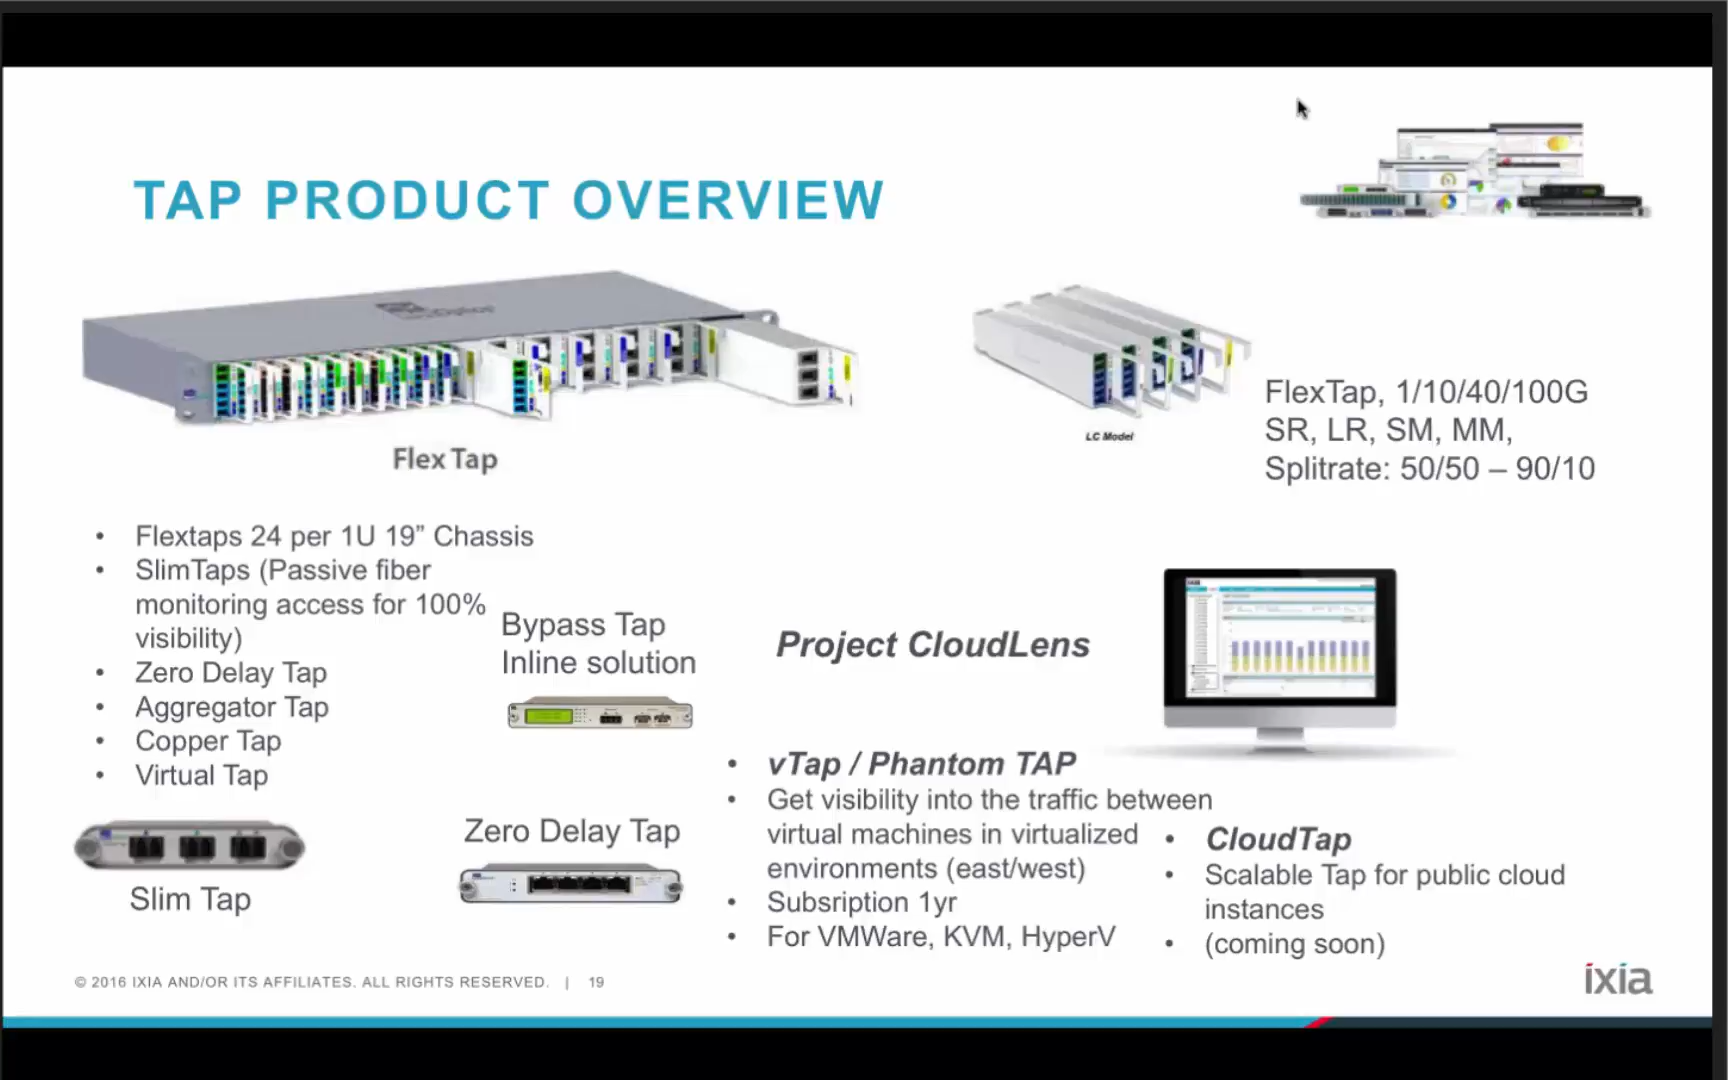 TAP PRODUCT OVERVIEW
Flex Tap
LC Model
FlexTap, 1/10/40/100G
SR, LR, SM, MM,
Splitrate: 50/50 – 90/10
• Flextaps 24 per 1U 19” Chassis
• SlimTaps (Passive fiber
monitoring access for 100%
visibility)
• Zero Delay Tap
• Aggregator Tap
• Copper Tap
• Virtual Tap
Bypass Tap
Inline solution
Project CloudLens
Slim Tap
Zero Delay Tap
• vTap / Phantom TAP
• Get visibility into the traffic between
virtual machines in virtualized
environments (east/west)
• Subsription 1yr
• For VMWare, KVM, HyperV
• CloudTap
• Scalable Tap for public cloud
instances
• (coming soon)
© 2016 IXIA AND/OR ITS AFFILIATES. ALL RIGHTS RESERVED. | 19
ixia